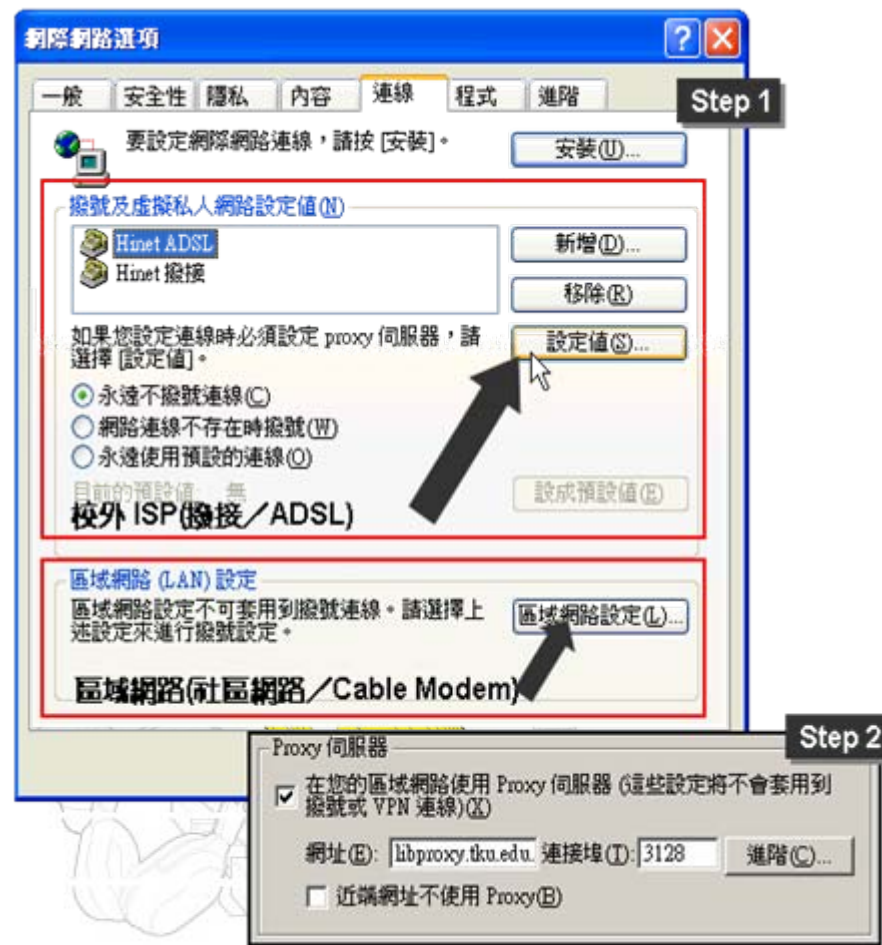 網際網路選項
一般 安全性 隱私 內容 連線 程式 進階
Step 1
要設定網際網路連線，請按 [安裝]。
安裝(U)...
撥號及虛擬私人網路設定值(N)
Hinet ADSL
Hinet 撥接
新增(D)...
移除(R)
如果您設定連線時必須設定 proxy 伺服器，請
選擇 [設定值]。
設定值(S)...
永遠不撥號連線(C)
網路連線不存在時撥號(W)
永遠使用預設的連線(O)
目前的預設值: 無
設成預設值(E)
校外 ISP(撥接／ADSL)
區域網路 (LAN) 設定
區域網路設定不可套用到撥號連線。請選擇上
述設定來進行撥號設定。
區域網路設定(L)...
區域網路(社區網路／Cable Modem)
Step 2
Proxy 伺服器
在您的區域網路使用 Proxy 伺服器 (這些設定將不會套用到
撥號或 VPN 連線)(X)
網址(E): libproxy.tku.edu. 連接埠(T): 3128 進階(C)...
近端網址不使用 Proxy(B)